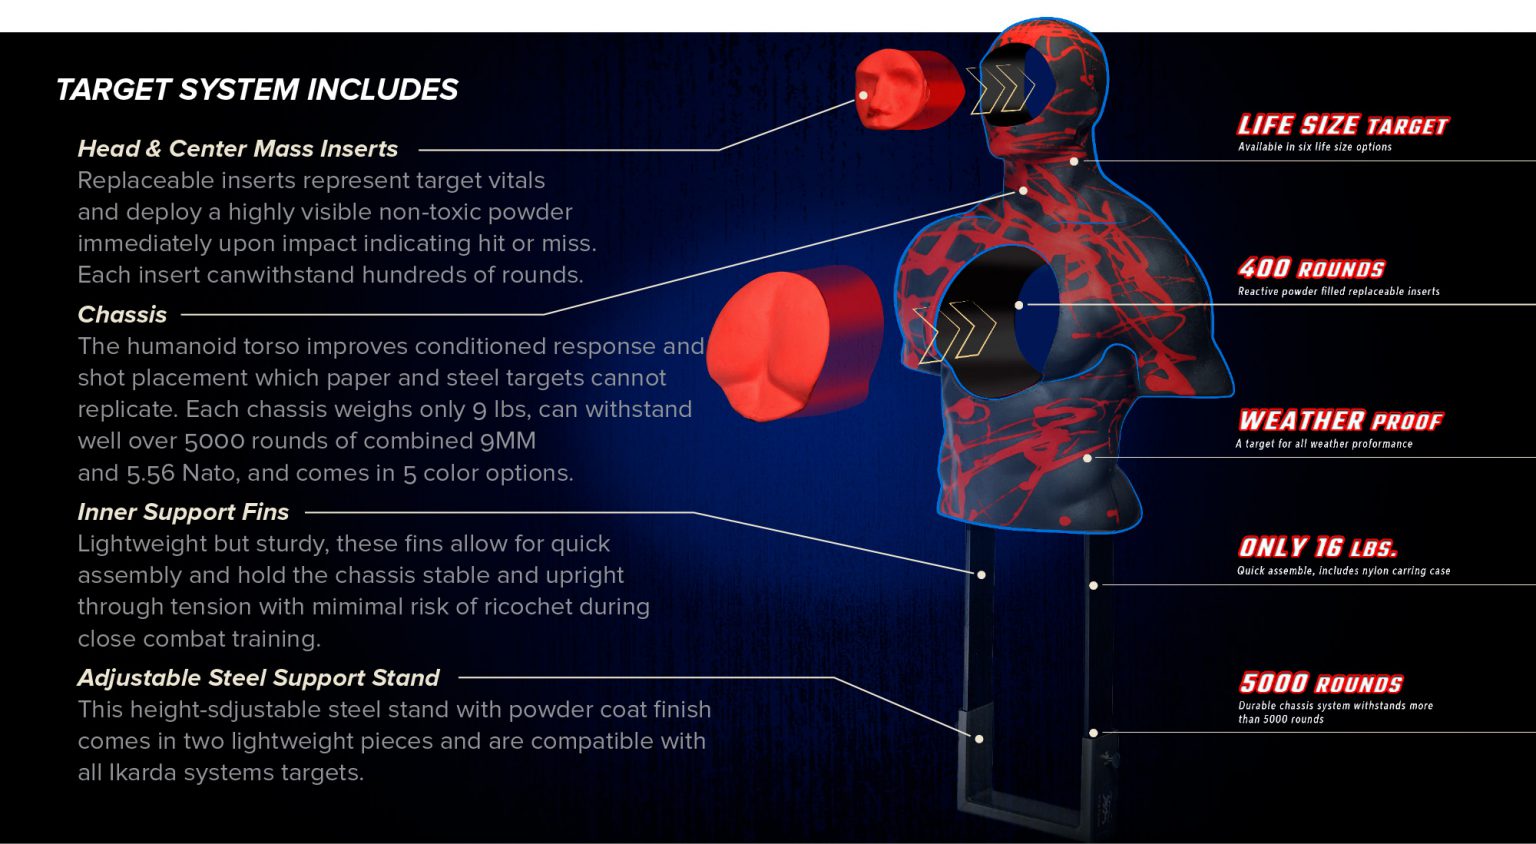 TARGET SYSTEM INCLUDES
Head & Center Mass Inserts
Replaceable inserts represent target vitals
and deploy a highly visible non-toxic powder
immediately upon impact indicating hit or miss.
Each insert canwithstand hundreds of rounds.
Chassis
The humanoid torso improves conditioned response and
shot placement which paper and steel targets cannot
replicate. Each chassis weighs only 9 lbs, can withstand
well over 5000 rounds of combined 9MM
and 5.56 Nato, and comes in 5 color options.
Inner Support Fins
Lightweight but sturdy, these fins allow for quick
assembly and hold the chassis stable and upright
through tension with mimimal risk of ricochet during
close combat training.
Adjustable Steel Support Stand
This height-sdjustable steel stand with powder coat finish
comes in two lightweight pieces and are compatible with
all Ikarda systems targets.
LIFE SIZE TARGET
Available in six life size options
400 ROUNDS
Reactive powder filled replaceable inserts
WEATHER PROOF
A target for all weather proformance
ONLY 16 LBS.
Quick assemble, includes nylon carring case
5000 ROUNDS
Durable chassis system withstands more
than 5000 rounds